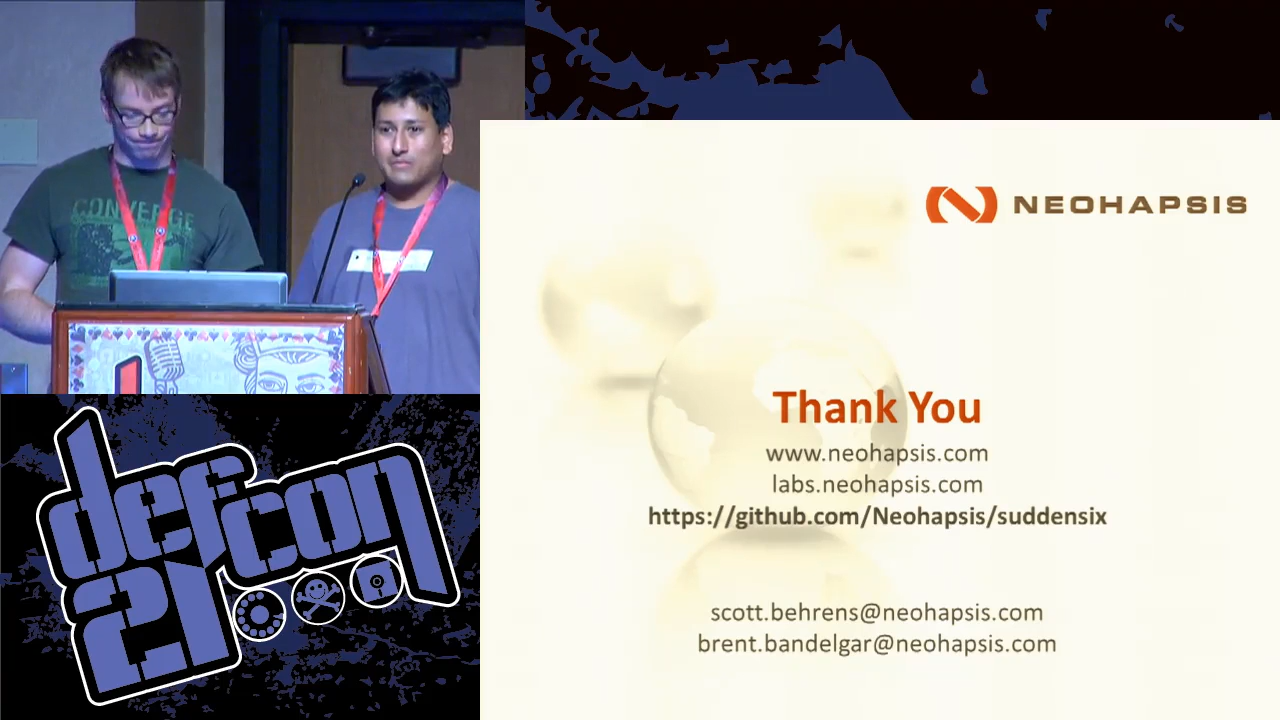 CONVERGE
NEOHAPSIS
Thank You
www.neohapsis.com
labs.neohapsis.com
https://github.com/Neohapsis/suddensix
scott.behrens@neohapsis.com
brent.bandelgar@neohapsis.com
defcon
21